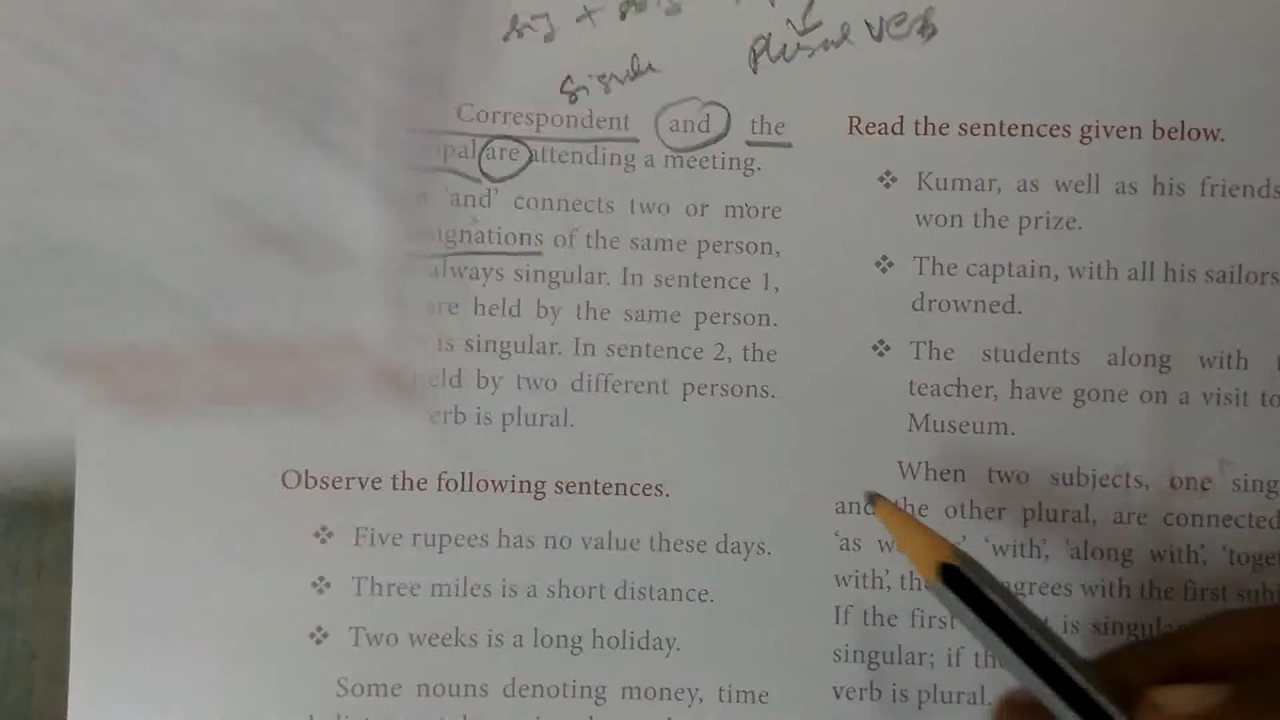 plural verb
Correspondent and the
pal are attending a meeting.
'and' connects two or more
ignations of the same person,
always singular. In sentence 1,
are held by the same person.
is singular. In sentence 2, the
held by two different persons.
erb is plural.
Observe the following sentences.
❖ Five rupees has no value these days.
❖ Three miles is a short distance.
❖ Two weeks is a long holiday.
Some nouns denoting money, time
Read the sentences given below.
❖ Kumar, as well as his friends
won the prize.
❖ The captain, with all his sailors
drowned.
❖ The students along with
teacher, have gone on a visit to
Museum.
When two subjects, one sing
and the other plural, are connected
'as 'with', 'along with', 'toge
with', agrees with the first sub
If the first is singular
singular; if
verb is plural.